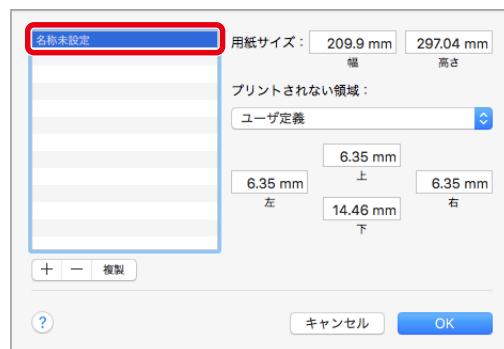 名称未設定
用紙サイズ： 209.9 mm 297.04 mm
幅 高さ
プリントされない領域：
ユーザ定義
6.35 mm
上
6.35 mm 6.35 mm
左 右
14.46 mm
下
＋ － 複製
? キャンセル OK